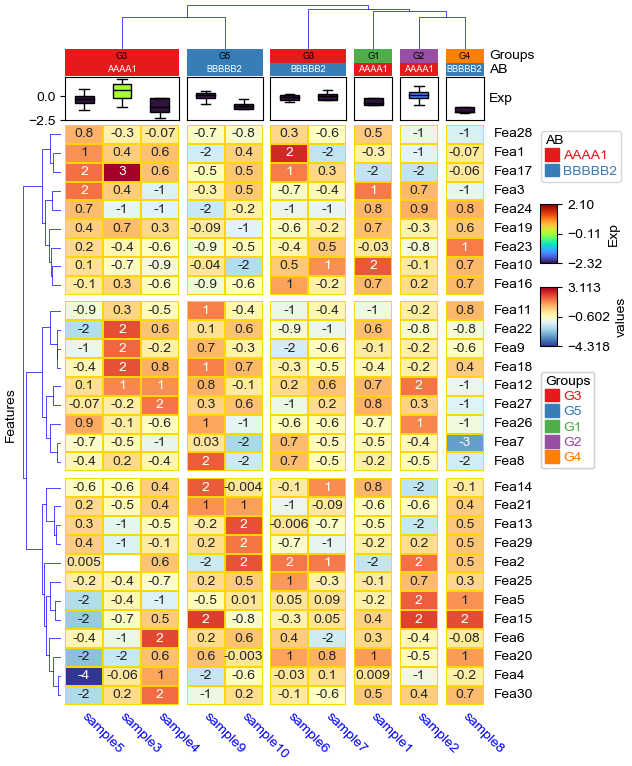 G3 G5 G3 G1 G2 G4 Groups
AAAA1 BBBBB2 BBBBB2 AAAA1 AAAA1 BBBBB2 AB
0.0
−2.5
Exp
0.8 -0.3 -0.07 -0.7 -0.8 0.3 -0.6 0.5 -1 -1 Fea28
1 0.4 0.6 -2 0.4 2 -2 -0.3 -1 -0.07 Fea1
2 3 0.6 -0.5 0.5 1 0.3 -2 -2 -0.06 Fea17
2 0.4 -1 -0.3 0.5 -0.7 -0.4 1 0.7 -1 Fea3
0.7 -1 -1 -2 -0.2 -1 -1 0.8 0.9 0.8 Fea24
0.4 0.7 0.3 -0.09 -1 -0.6 -0.2 0.7 -0.3 0.6 Fea19
0.2 -0.4 -0.6 -0.9 -0.5 -0.4 0.5 -0.03 -0.8 1 Fea23
0.1 -0.7 -0.9 -0.04 -2 0.5 1 2 -0.1 0.7 Fea10
-0.1 0.3 -0.6 -0.9 -0.6 1 -0.2 0.7 0.2 0.7 Fea16
-0.9 0.3 -0.5 1 -0.4 -1 -0.4 -1 -0.2 0.8 Fea11
-2 2 0.6 0.1 0.6 -0.9 -1 0.6 -0.8 -0.8 Fea22
-1 2 -0.2 0.7 -0.3 -2 -0.6 -0.1 -0.2 -0.6 Fea9
-0.4 2 0.8 1 0.7 -0.3 -0.5 -0.4 -0.2 0.4 Fea18
0.1 1 1 0.8 -0.1 0.2 0.6 0.7 2 -1 Fea12
-0.07 -0.2 2 0.3 0.6 -1 0.2 0.8 0.3 -1 Fea27
0.9 -0.1 -0.6 1 -1 -0.6 -0.6 -0.7 1 -1 Fea26
-0.7 -0.5 -1 0.03 -2 0.7 -0.5 -0.5 -0.4 -3 Fea7
-0.4 0.2 -0.4 2 -2 0.7 -0.5 -0.2 -0.5 -2 Fea8
-0.6 -0.6 0.4 2 -0.004 -0.1 1 0.8 -2 -0.1 Fea14
0.2 -0.5 0.4 1 1 -1 -0.09 -0.6 -0.6 0.4 Fea21
0.3 -1 -0.5 -0.2 2 -0.006 -0.7 -0.5 -2 0.5 Fea13
0.4 -1 -0.1 0.2 2 -0.7 -1 -0.2 0.2 0.5 Fea29
0.005 0.6 -2 2 2 1 -2 2 0.5 Fea2
-0.2 -0.4 -0.7 0.2 0.5 1 -0.3 -0.1 0.7 0.3 Fea25
-2 -0.4 -1 -0.5 0.01 0.05 0.09 -0.2 2 1 Fea5
-2 -0.7 0.5 2 -0.8 -0.3 0.05 0.4 2 2 Fea15
-0.4 -1 2 0.2 0.6 0.4 -2 0.3 -0.4 -0.08 Fea6
-2 -2 0.6 0.6 -0.003 1 0.8 1 -0.5 1 Fea20
-4 -0.06 1 -2 -0.6 -0.03 0.1 0.009 -1 -0.2 Fea4
-2 0.2 2 -1 0.2 -0.1 -0.6 0.5 0.4 0.7 Fea30
Features
sample5 sample3 sample4 sample9 sample10 sample6 sample7 sample1 sample2 sample8
AB
AAAA1
BBBBB2
2.10
−0.11
−2.32
Exp
3.113
−0.602
−4.318
values
Groups
G3
G5
G1
G2
G4